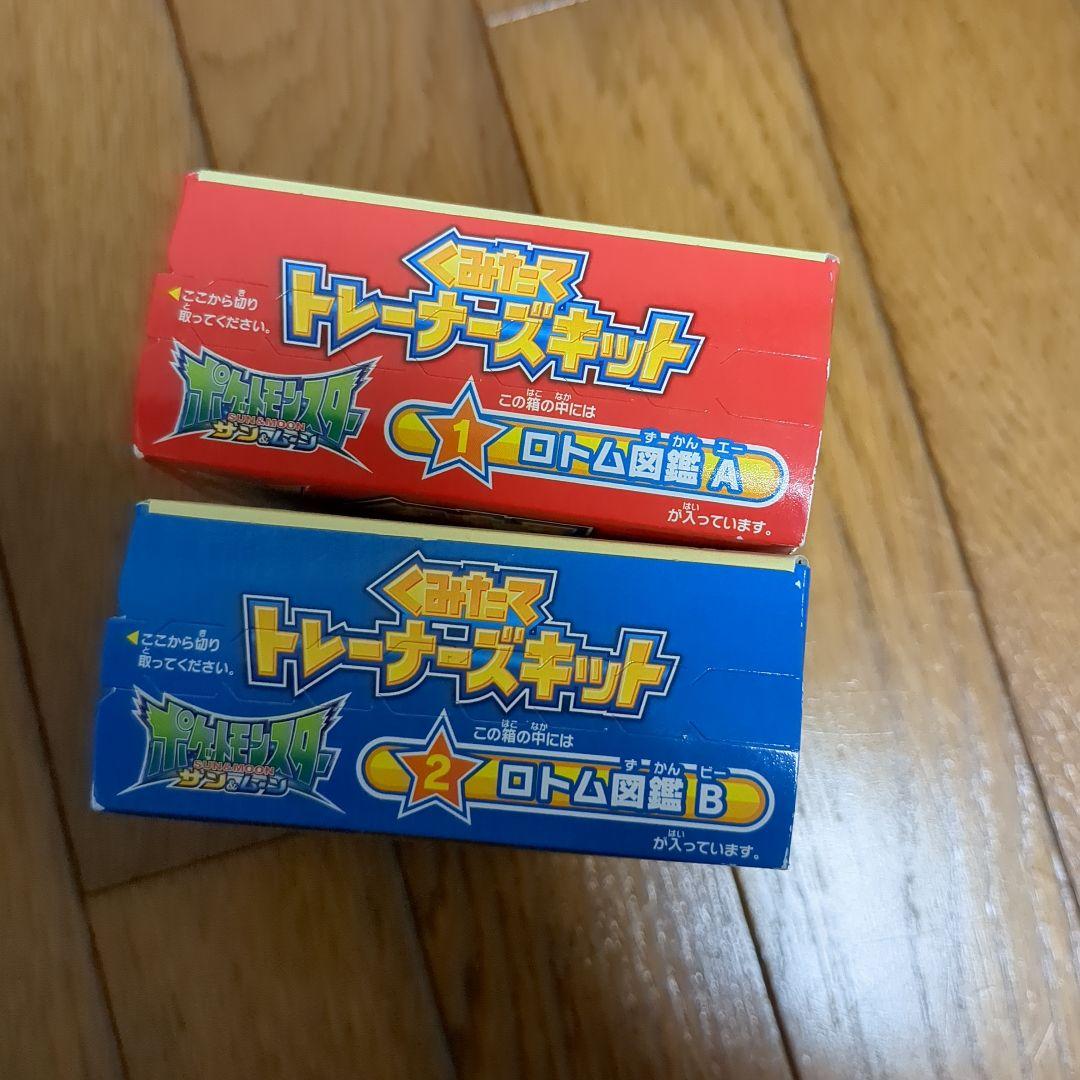 くみたて
トレーナーズキット
ここから切り
取ってください。
ポケットモンスター
SUN&MOON
サン&ムーン
この箱の中には
1 ロトム図鑑 A
が入っています。
くみたて
トレーナーズキット
ここから切り
取ってください。
ポケットモンスター
SUN&MOON
サン&ムーン
この箱の中には
2 ロトム図鑑 B
が入っています。